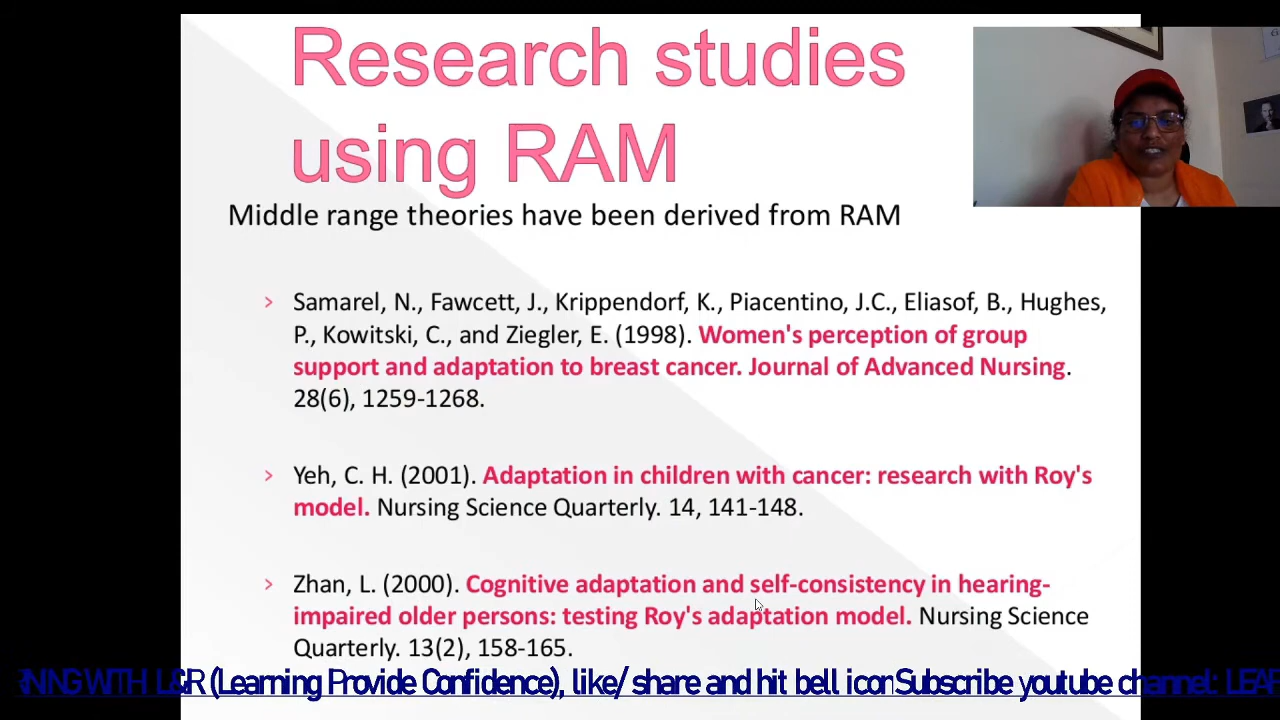 Research studies
using RAM
Middle range theories have been derived from RAM
Samarel, N., Fawcett, J., Krippendorf, K., Piacentino, J.C., Eliasof, B., Hughes,
P., Kowitski, C., and Ziegler, E. (1998). Women's perception of group
support and adaptation to breast cancer. Journal of Advanced Nursing.
28(6), 1259-1268.
Yeh, C. H. (2001). Adaptation in children with cancer: research with Roy's
model. Nursing Science Quarterly. 14, 141-148.
Zhan, L. (2000). Cognitive adaptation and self-consistency in hearing-
impaired older persons: testing Roy's adaptation model. Nursing Science
Quarterly. 13(2), 158-165.
WITH L&R (Learning Provide Confidence), like/ share and hit bell icon Subscribe youtube channel: